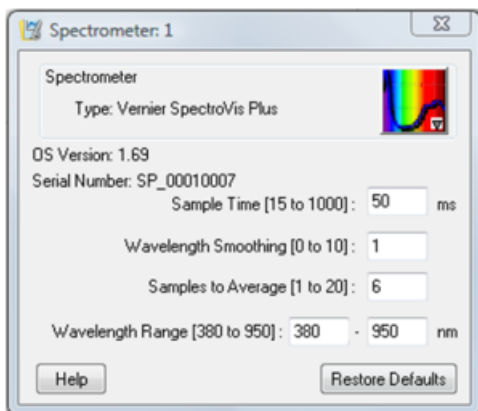 Spectrometer: 1
Spectrometer
Type: Vernier SpectroVis Plus
OS Version: 1.69
Serial Number: SP_00010007
Sample Time [15 to 1000] : 50 ms
Wavelength Smoothing [0 to 10] : 1
Samples to Average [1 to 20] : 6
Wavelength Range [380 to 950] : 380 - 950 nm
Help Restore Defaults